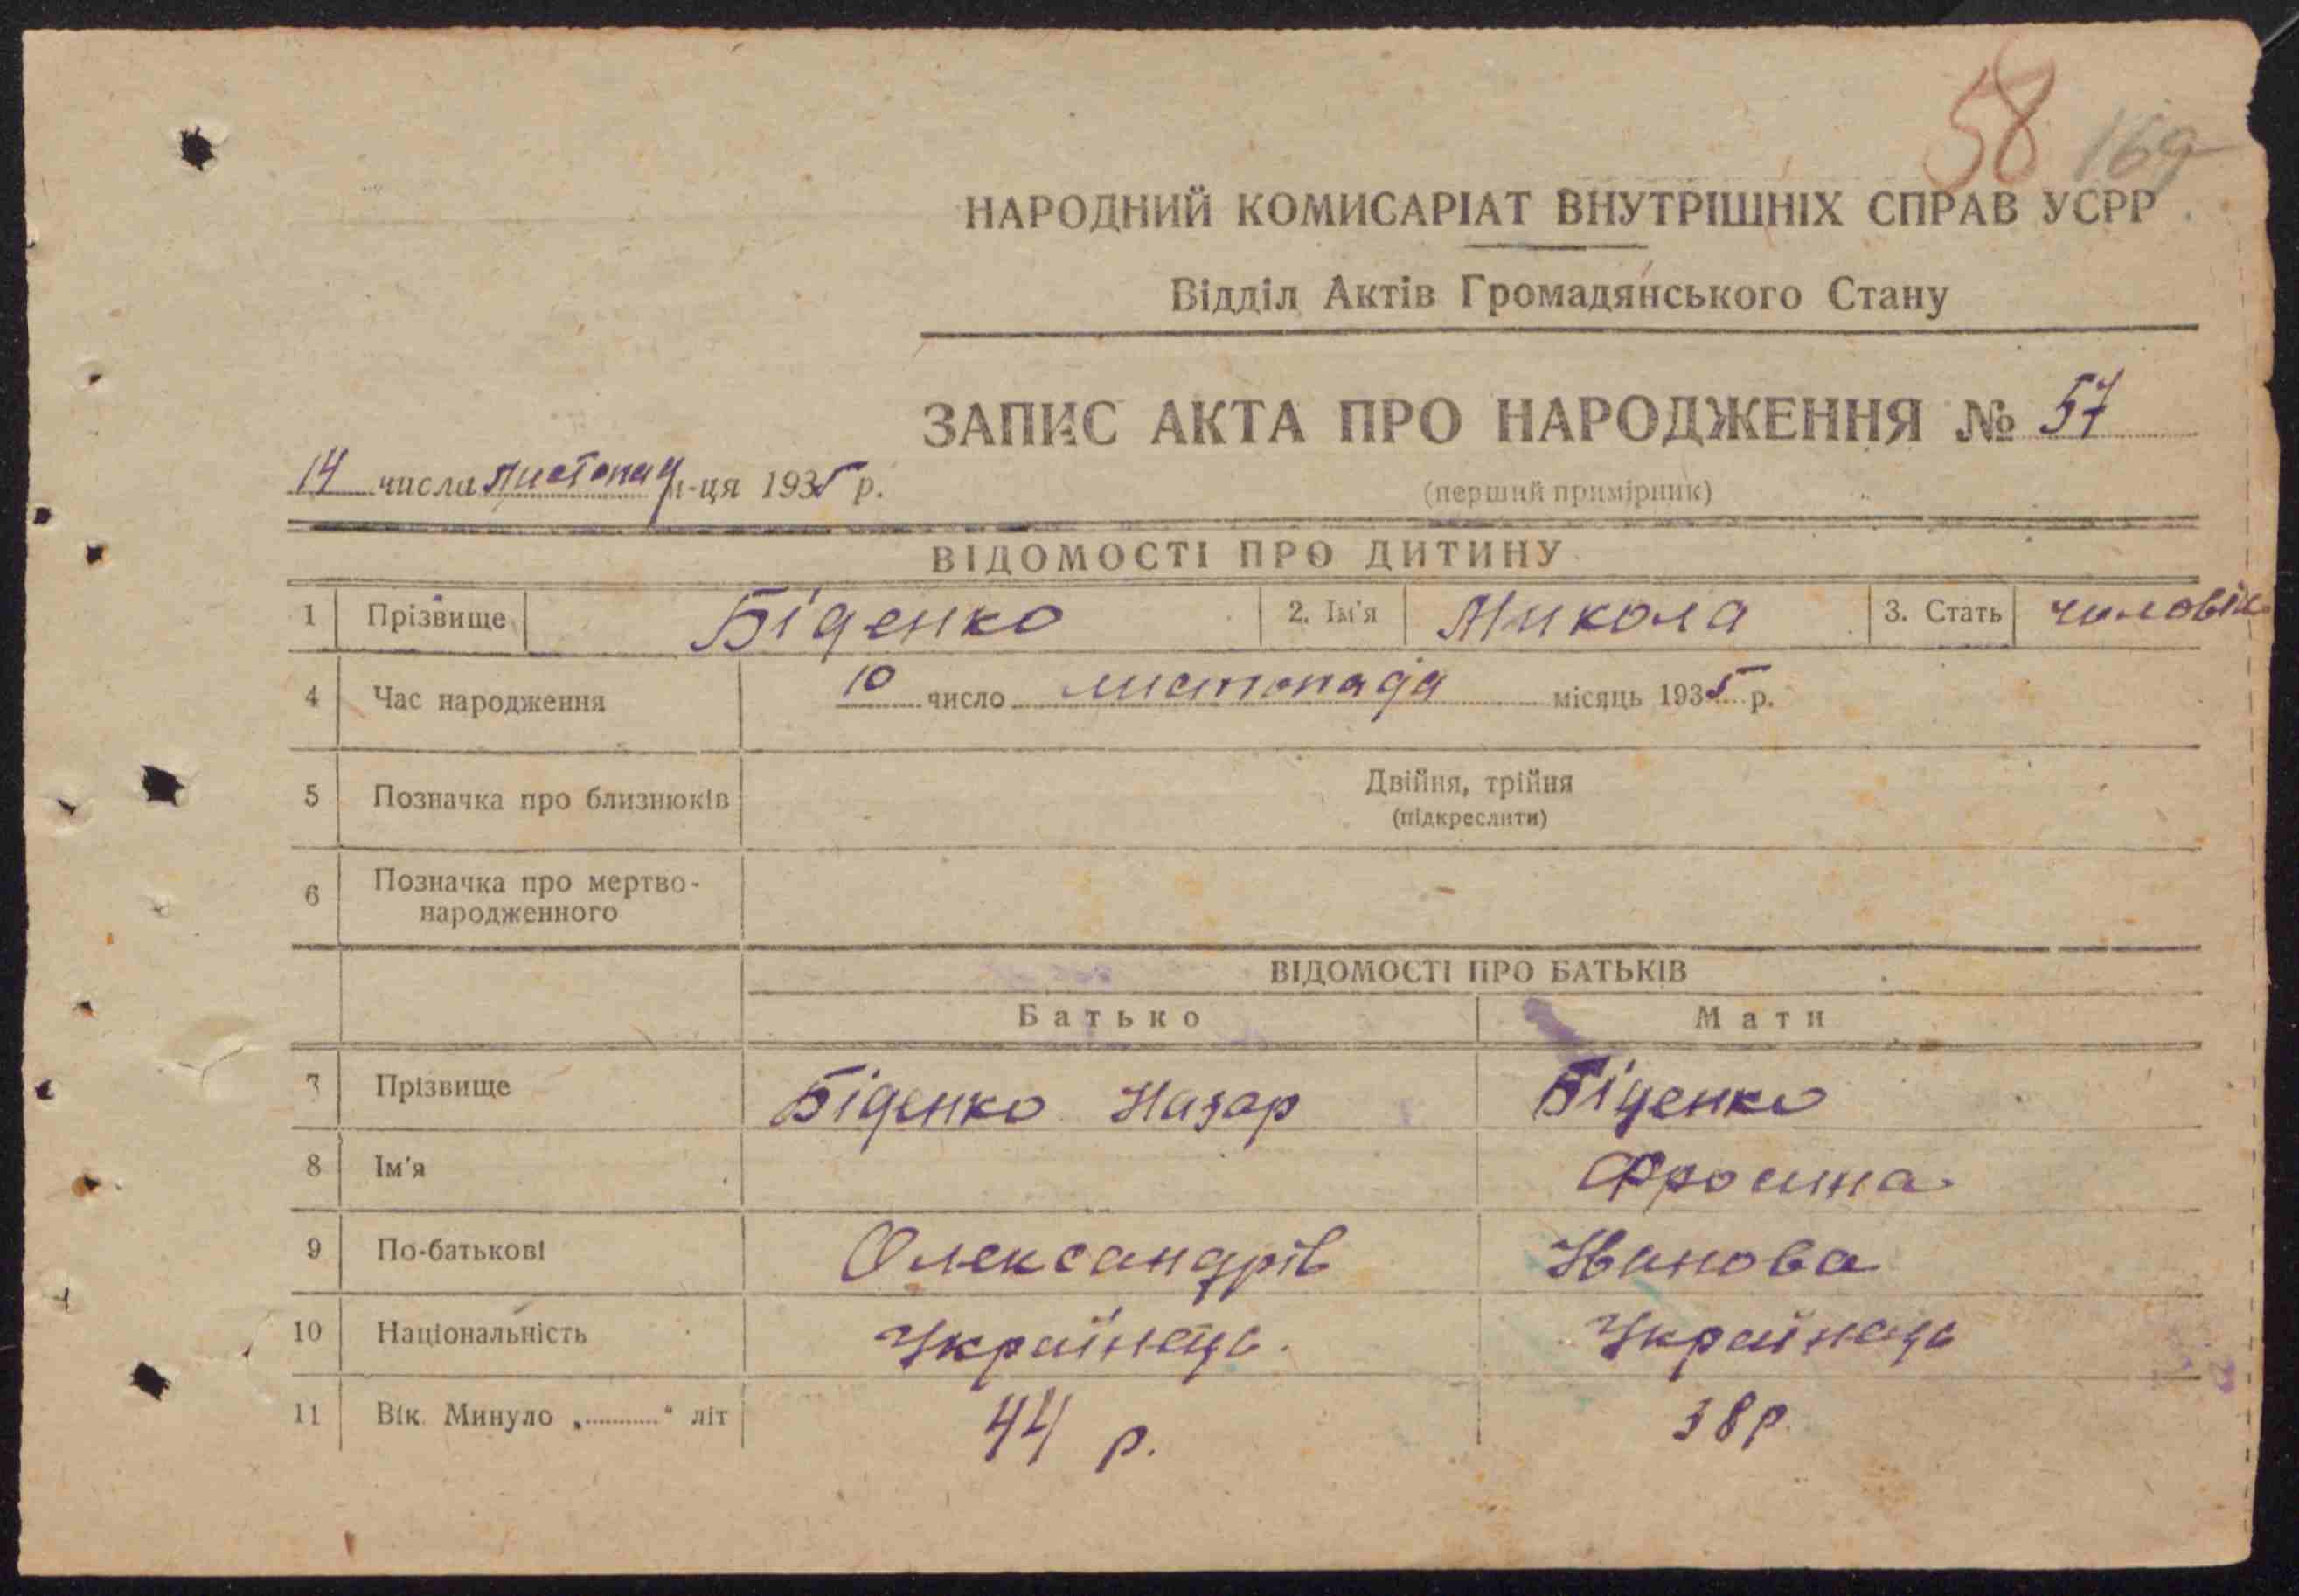 58 169
НАРОДНИЙ КОМИСАРІАТ ВНУТРІШНІХ СПРАВ УСРР
Відділ Актів Громадянського Стану
ЗАПИС АКТА ПРО НАРОДЖЕННЯ № 57
14 числа листопад м-ця 1935 р.
(перший примірник)
ВІДОМОСТІ ПРО ДИТИНУ
1 Прізвище Біденко 2. Ім'я Микола 3. Стать чоловік
4 Час народження 10 число листопада місяць 1935 р.
5 Позначка про близнюків Двійня, трійня
(підкреслити)
6 Позначка про мертво-
народженного
ВІДОМОСТІ ПРО БАТЬКІВ
Батько Мати
7 Прізвище Біденко Назар Біденко
8 Ім'я Фросина
9 По-батькові Олександрів Иванова
10 Національність Українець Українець
11 Вік. Минуло „ “ літ 44 р. 38 р.